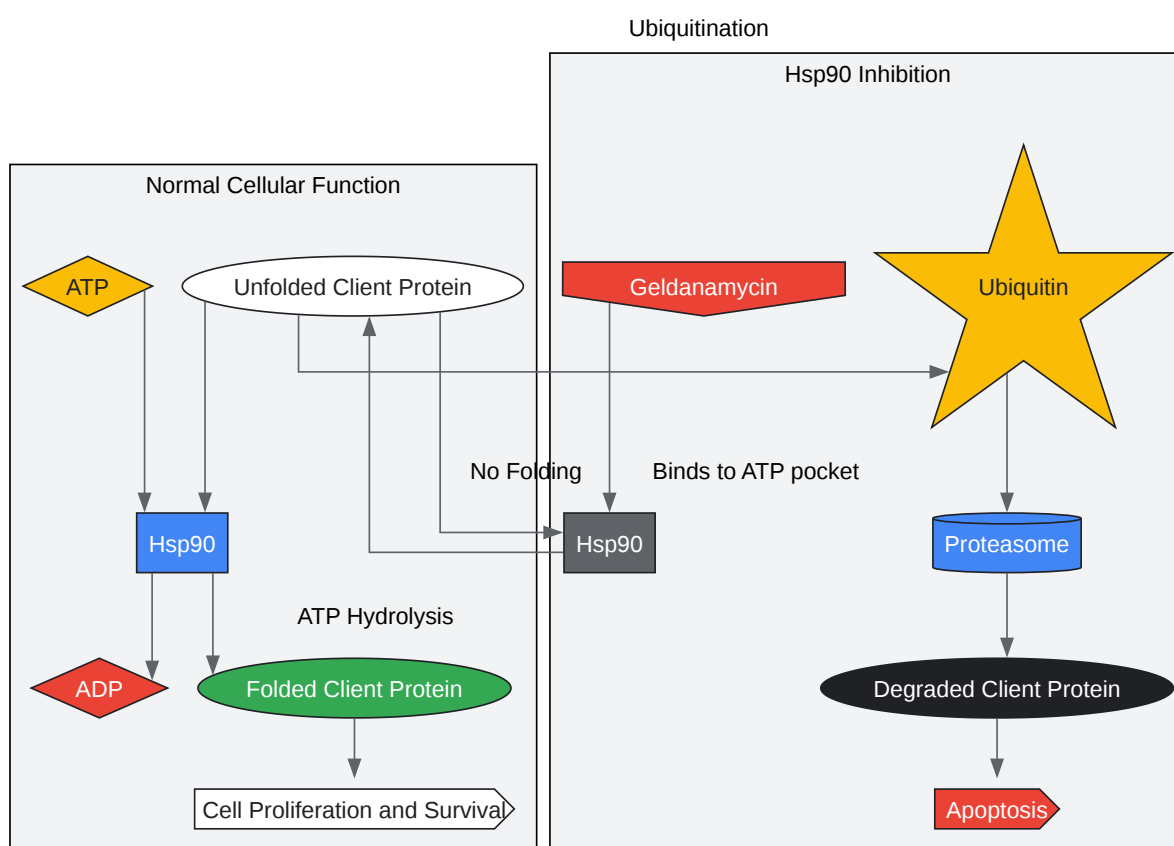 Ubiquitination
Hsp90 Inhibition
Normal Cellular Function
ATP
Unfolded Client Protein
Geldanamycin
Ubiquitin
No Folding
Binds to ATP pocket
Hsp90
Hsp90
Proteasome
ATP Hydrolysis
ADP
Folded Client Protein
Degraded Client Protein
Cell Proliferation and Survival
Apoptosis